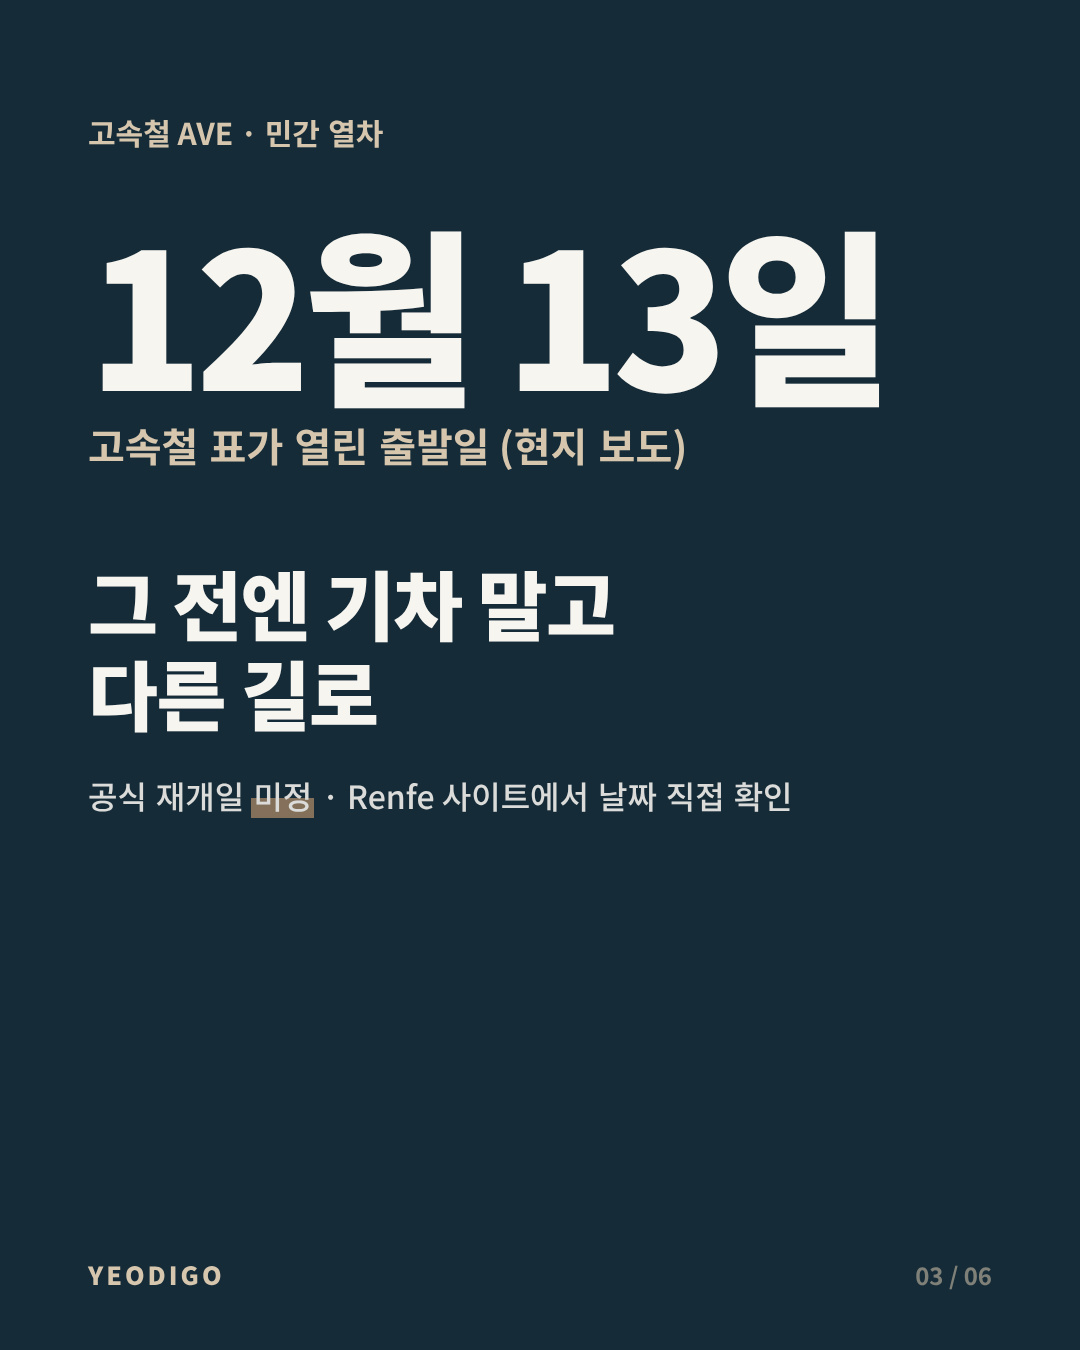 고속철 AVE · 민간 열차
12월 13일
고속철 표가 열린 출발일 (현지 보도)
그 전엔 기차 말고
다른 길로
공식 재개일 미정 · Renfe 사이트에서 날짜 직접 확인
YEODIGO
03 / 06